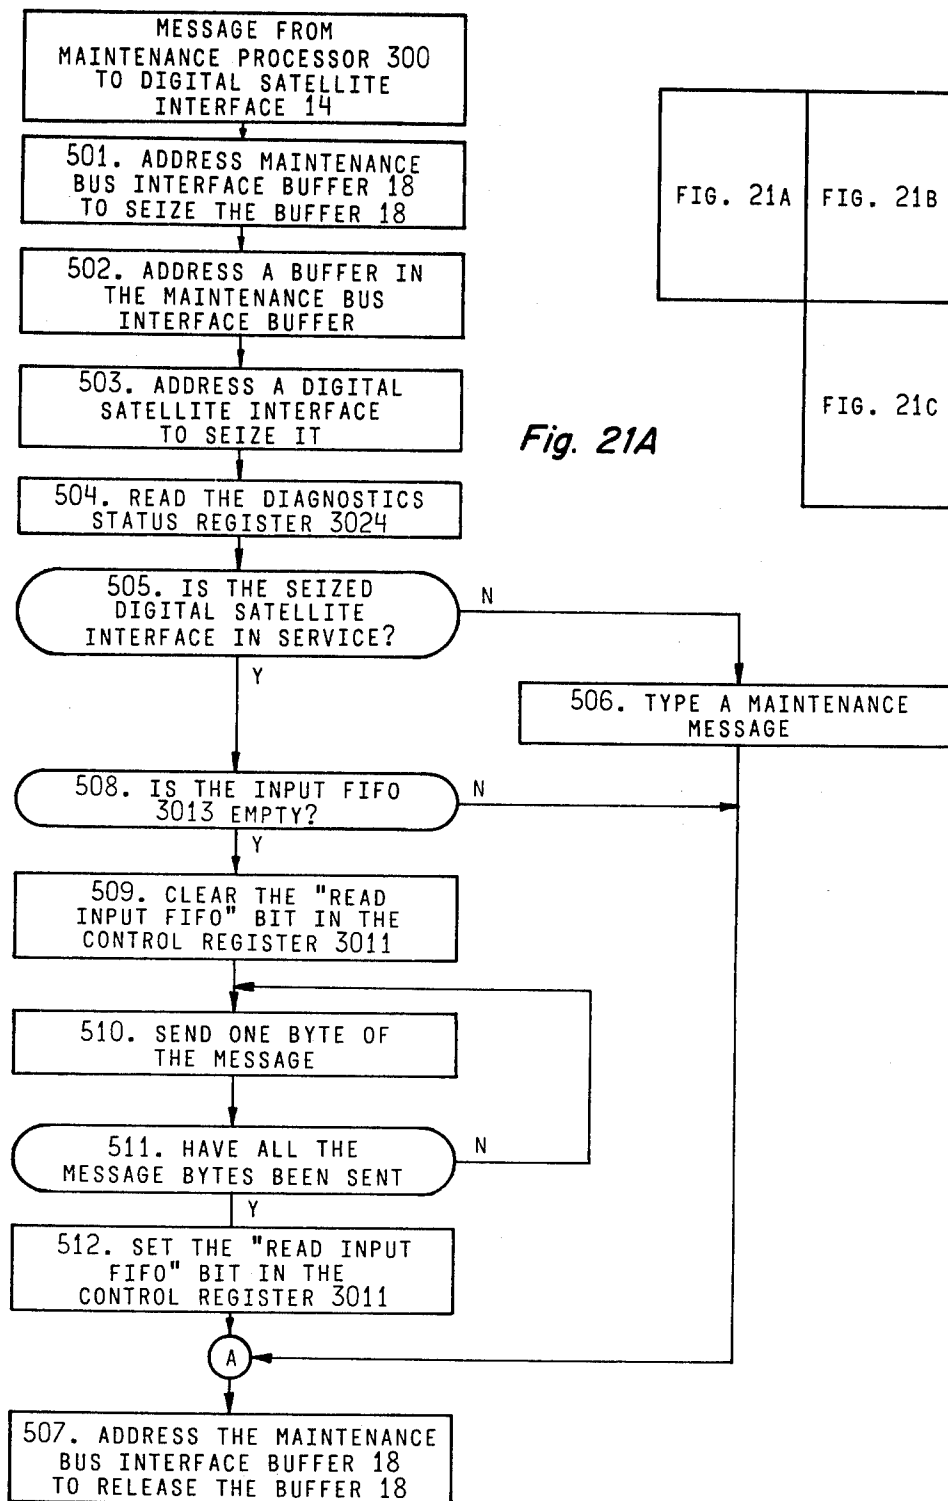 MESSAGE FROM
MAINTENANCE PROCESSOR 300
TO DIGITAL SATELLITE
INTERFACE 14
501. ADDRESS MAINTENANCE
BUS INTERFACE BUFFER 18
TO SEIZE THE BUFFER 18
502. ADDRESS A BUFFER IN
THE MAINTENANCE BUS
INTERFACE BUFFER
503. ADDRESS A DIGITAL
SATELLITE INTERFACE
TO SEIZE IT
504. READ THE DIAGNOSTICS
STATUS REGISTER 3024
505. IS THE SEIZED
DIGITAL SATELLITE
INTERFACE IN SERVICE?
N
Y
506. TYPE A MAINTENANCE
MESSAGE
508. IS THE INPUT FIFO
3013 EMPTY?
N
Y
509. CLEAR THE "READ
INPUT FIFO" BIT IN THE
CONTROL REGISTER 3011
510. SEND ONE BYTE OF
THE MESSAGE
511. HAVE ALL THE
MESSAGE BYTES BEEN SENT
N
Y
512. SET THE "READ INPUT
FIFO" BIT IN THE
CONTROL REGISTER 3011
A
507. ADDRESS THE MAINTENANCE
BUS INTERFACE BUFFER 18
TO RELEASE THE BUFFER 18
FIG. 21A
FIG. 21B
FIG. 21C
Fig. 21A